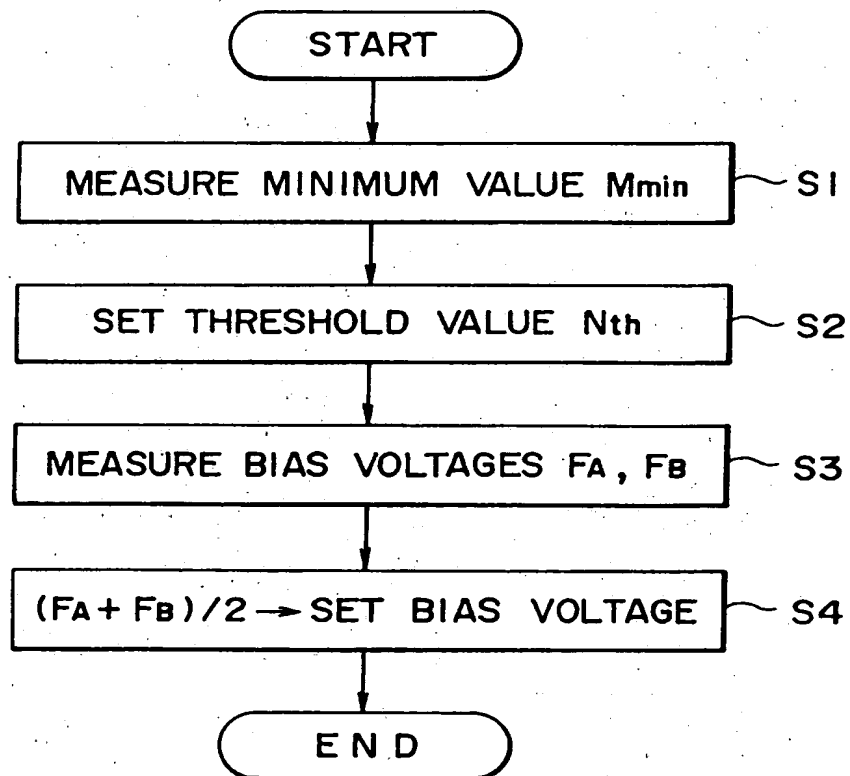 START
MEASURE MINIMUM VALUE Mmin
S1
SET THRESHOLD VALUE Nth
S2
MEASURE BIAS VOLTAGES FA, FB
S3
(FA+FB)/2→SET BIAS VOLTAGE
S4
END